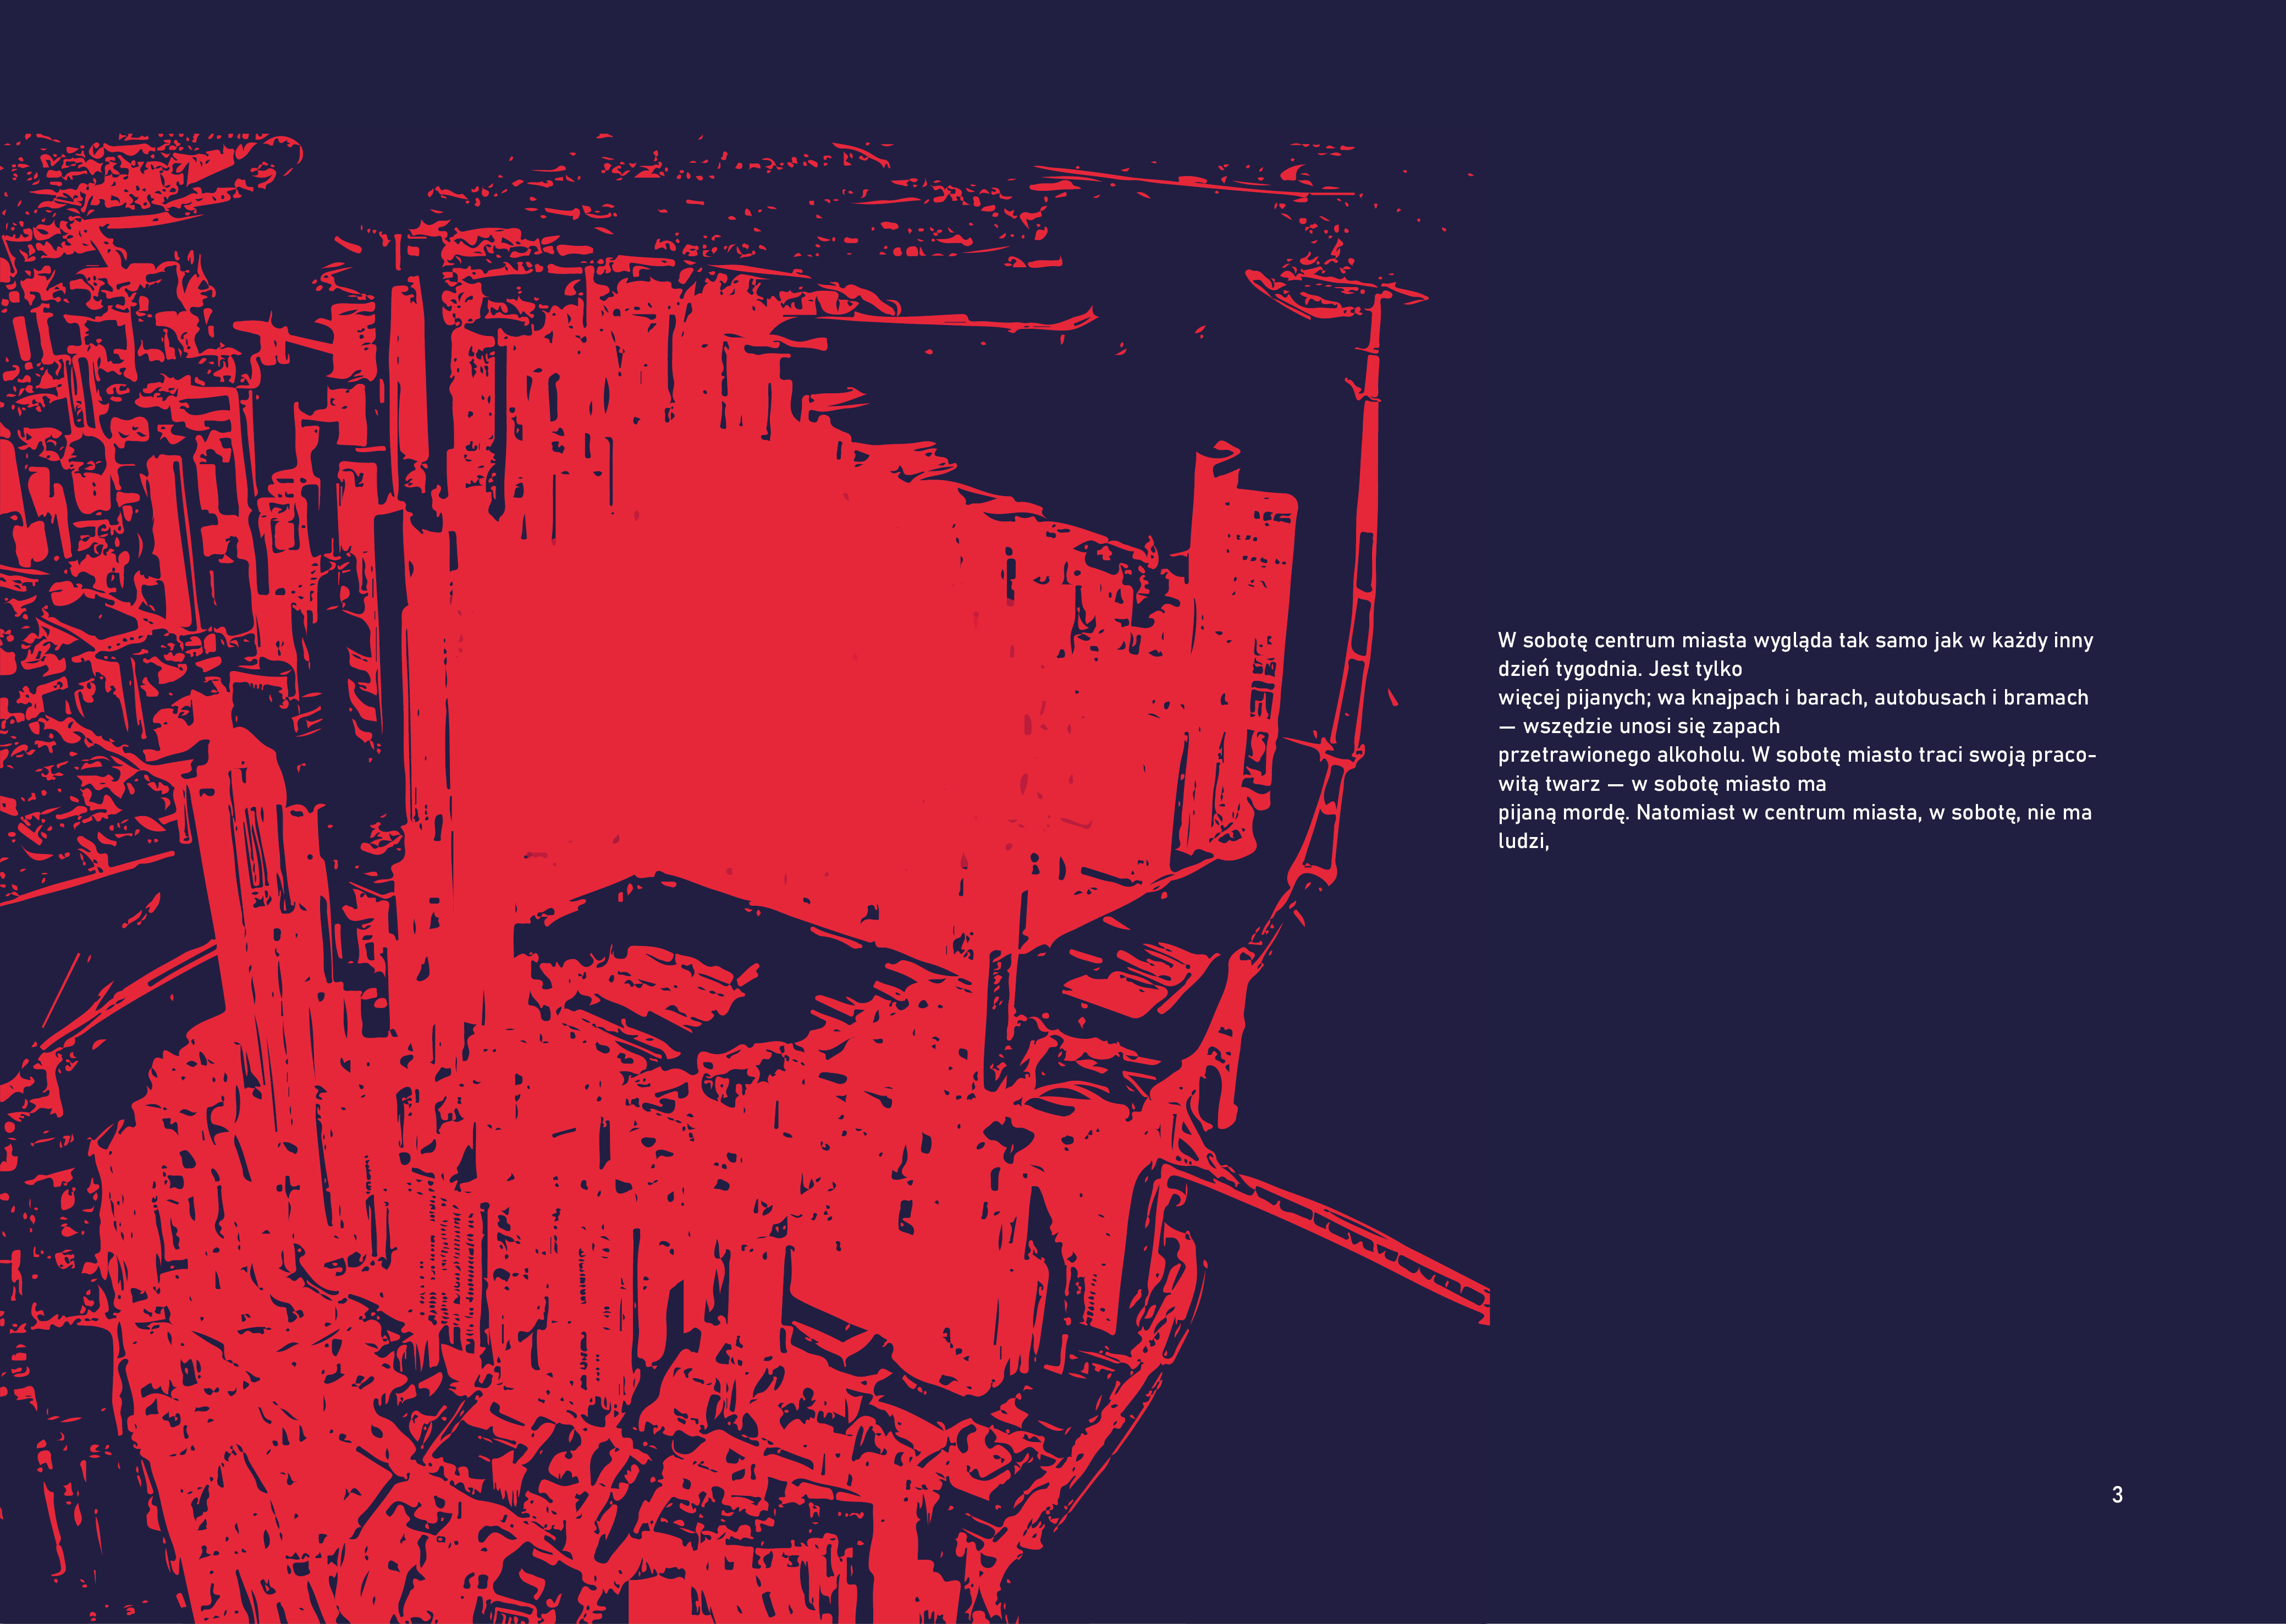 W sobotę centrum miasta wygląda tak samo jak w każdy inny
dzień tygodnia. Jest tylko
więcej pijanych; wa knajpach i barach, autobusach i bramach
— wszędzie unosi się zapach
przetrawionego alkoholu. W sobotę miasto traci swoją praco-
witą twarz — w sobotę miasto ma
pijaną mordę. Natomiast w centrum miasta, w sobotę, nie ma
ludzi,
3